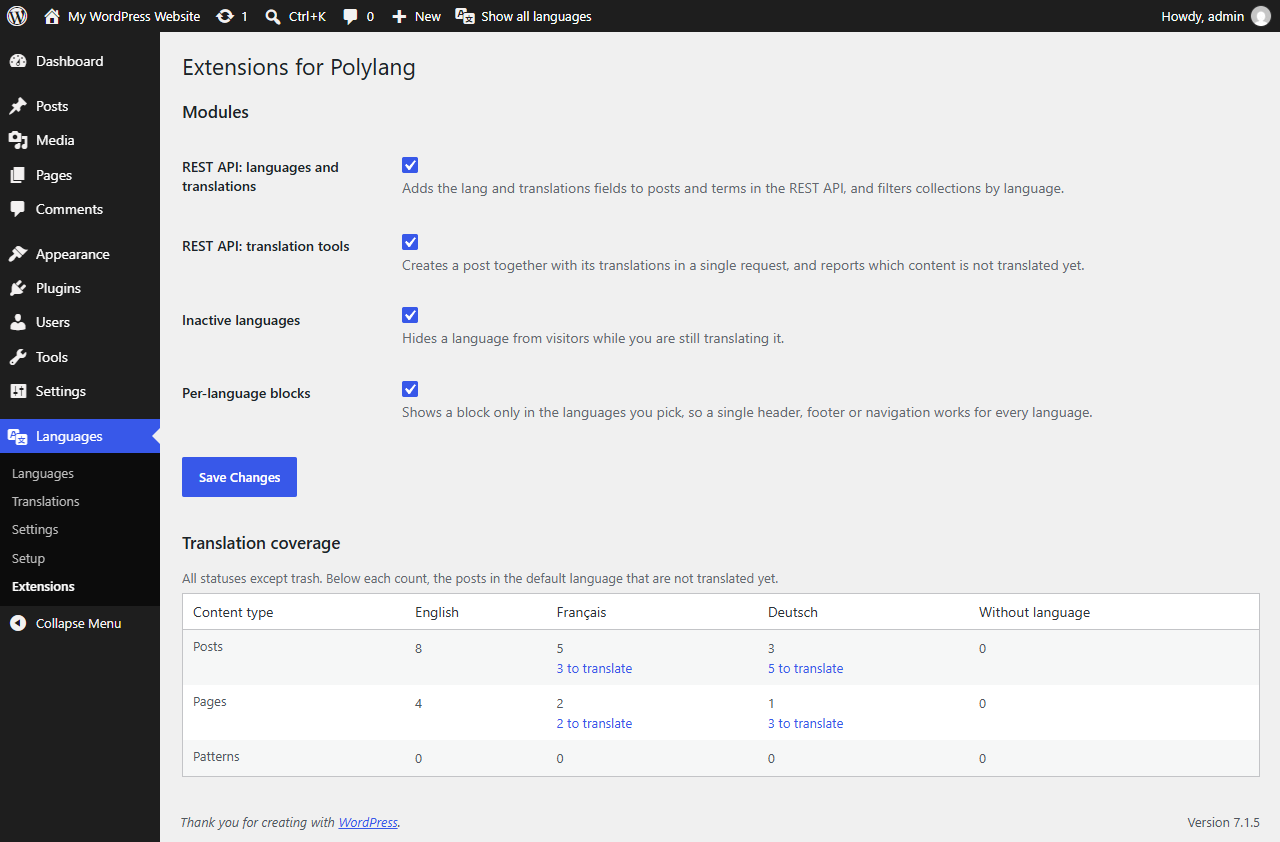 My WordPress Website 1 Ctrl+K 0 New Show all languages Howdy, admin
Dashboard
Posts
Media
Pages
Comments
Appearance
Plugins
Users
Tools
Settings
Languages
Languages
Translations
Settings
Setup
Extensions
Collapse Menu
Extensions for Polylang
Modules
REST API: languages and
translations
Adds the lang and translations fields to posts and terms in the REST API, and filters collections by language.
REST API: translation tools
Creates a post together with its translations in a single request, and reports which content is not translated yet.
Inactive languages
Hides a language from visitors while you are still translating it.
Per-language blocks
Shows a block only in the languages you pick, so a single header, footer or navigation works for every language.
Save Changes
Translation coverage
All statuses except trash. Below each count, the posts in the default language that are not translated yet.
Content type English Français Deutsch Without language
Posts 8 5 3 0
3 to translate 5 to translate
Pages 4 2 1 0
2 to translate 3 to translate
Patterns 0 0 0 0
Thank you for creating with WordPress. Version 7.1.5